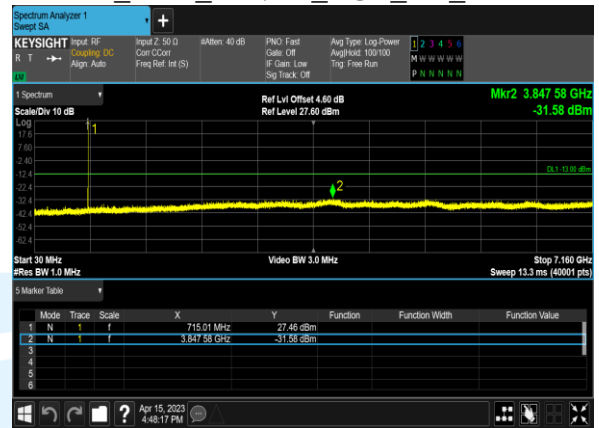 Spectrum Analyzer 1
Swept SA
+
KEYSIGHT Input: RF Input Z: 50 Ω #Atten: 40 dB PNO: Fast Avg Type: Log-Power 1 2 3 4 5 6
R T Coupling: DC Corr CCorr Gate: Off Avg|Hold: 100/100 M W W W W W
Align: Auto Freq Ref: Int (S) IF Gain: Low Trig: Free Run
LV Sig Track: Off P N N N N N
1 Spectrum Ref Lvl Offset 4.60 dB Mkr2 3.847 58 GHz
Scale/Div 10 dB Ref Level 27.60 dBm -31.58 dBm
Log
17.6 1
7.60
-2.40
-12.4 DL1 -13.00 dBm
-22.4 2
-32.4
-42.4
-52.4
-62.4
Start 30 MHz Video BW 3.0 MHz Stop 7.160 GHz
#Res BW 1.0 MHz Sweep 13.3 ms (40001 pts)
5 Marker Table
Mode Trace Scale X Y Function Function Width Function Value
1 N 1 f 715.01 MHz 27.46 dBm
2 N 1 f 3.847 58 GHz -31.58 dBm
3
4
5
6
? Apr 15, 2023
4:48:17 PM